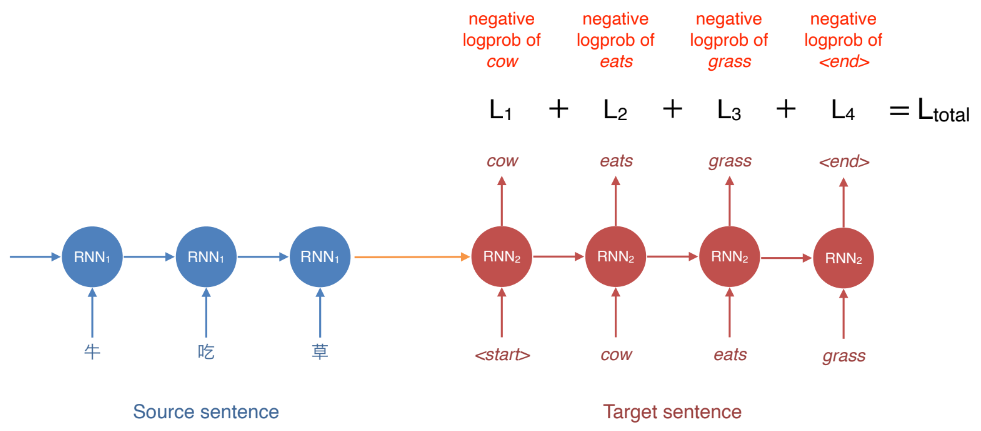 negative logprob of cow
negative logprob of eats
negative logprob of grass
negative logprob of <end>
L1 + L2 + L3 + L4 = Ltotal
cow eats grass <end>
RNN1 RNN1 RNN1 RNN2 RNN2 RNN2 RNN2
牛 吃 草 <start> cow eats grass
Source sentence Target sentence